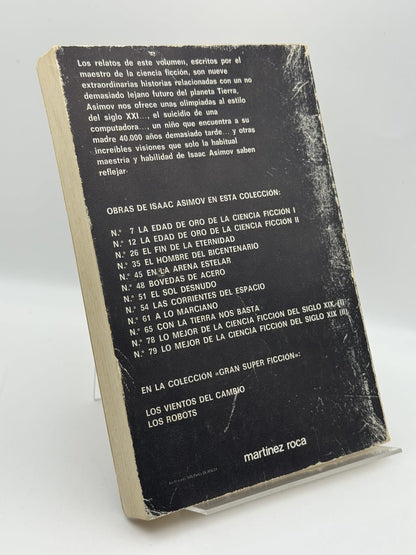 Los relatos de este volumen, escritos por el
maestro de la ciencia ficción, son nueve
extraordinarias historias relacionadas con un no
demasiado lejano futuro del planeta Tierra,
Asimov nos ofrece unas olimpiadas al estilo
del siglo XXI..., el suicidio de una
computadora..., un niño que encuentra a su
madre 40.000 años demasiado tarde... y otras
increíbles visiones que solo la habitual
maestria y habilidad de Isaac Asimov saben
reflejar.
OBRAS DE ISAAC ASIMOV EN ESTA COLECCIÓN:
N.º 7 LA EDAD DE ORO DE LA CIENCIA FICCIÓN I
N.º 12 LA EDAD DE ORO DE LA CIENCIA FICCIÓN II
N.º 26 EL FIN DE LA ETERNIDAD
N.º 35 EL HOMBRE DEL BICENTENARIO
N.º 45 EN LA ARENA ESTELAR
N.º 48 BOVEDAS DE ACERO
N.º 51 EL SOL DESNUDO
N.º 54 LAS CORRIENTES DEL ESPACIO
N.º 61 A LO MARCIANO
N.º 65 CON LA TIERRA NOS BASTA
N.º 78 LO MEJOR DE LA CIENCIA FICCIÓN DEL SIGLO XIX (I)
N.º 79 LO MEJOR DE LA CIENCIA FICCIÓN DEL SIGLO XIX (II)
EN LA COLECCIÓN «GRAN SUPER FICCIÓN»:
LOS VIENTOS DEL CAMBIO
LOS ROBOTS
martínez roca